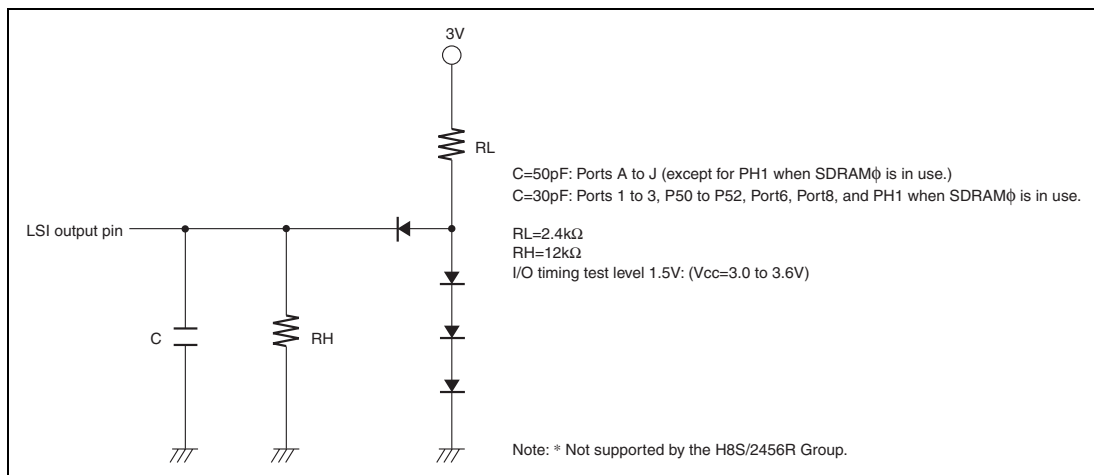 3V
RL
C=50pF: Ports A to J (except for PH1 when SDRAMϕ is in use.)
C=30pF: Ports 1 to 3, P50 to P52, Port6, Port8, and PH1 when SDRAMϕ is in use.
LSI output pin
RL=2.4kΩ
RH=12kΩ
I/O timing test level 1.5V: (Vcc=3.0 to 3.6V)
C
RH
Note: * Not supported by the H8S/2456R Group.